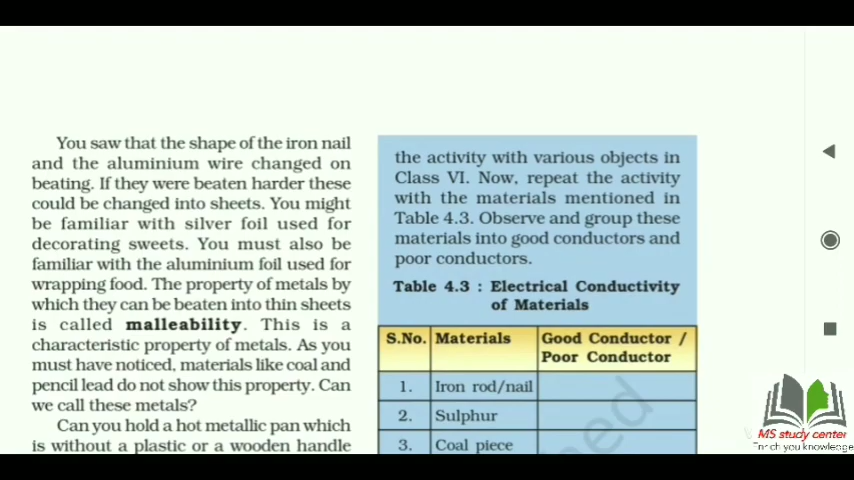 You saw that the shape of the iron nail
and the aluminium wire changed on
beating. If they were beaten harder these
could be changed into sheets. You might
be familiar with silver foil used for
decorating sweets. You must also be
familiar with the aluminium foil used for
wrapping food. The property of metals by
which they can be beaten into thin sheets
is called malleability. This is a
characteristic property of metals. As you
must have noticed, materials like coal and
pencil lead do not show this property. Can
we call these metals?
Can you hold a hot metallic pan which
is without a plastic or a wooden handle
the activity with various objects in
Class VI. Now, repeat the activity
with the materials mentioned in
Table 4.3. Observe and group these
materials into good conductors and
poor conductors.
Table 4.3 : Electrical Conductivity
of Materials
S.No. Materials Good Conductor /
Poor Conductor
1. Iron rod/nail
2. Sulphur
3. Coal piece
MS study center
Enrich you knowledge